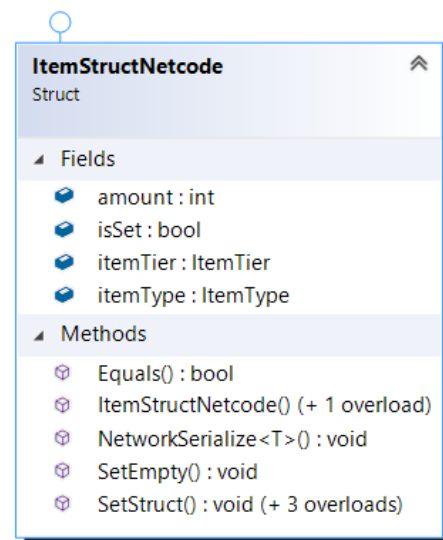 ItemStructNetcode
Struct
Fields
amount : int
isSet : bool
itemTier : ItemTier
itemType : ItemType
Methods
Equals() : bool
ItemStructNetcode() (+ 1 overload)
NetworkSerialize<T>() : void
SetEmpty() : void
SetStruct() : void (+ 3 overloads)